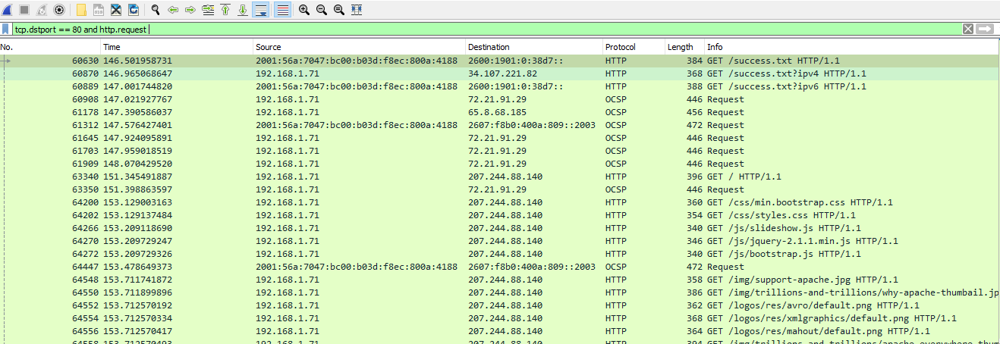 tcp.dstport == 80 and http.request
No. Time Source Destination Protocol Length Info
60630 146.501958731 2001:56a:7047:bc00:b03d:f8ec:800a:4188 2600:1901:0:38d7:: HTTP 384 GET /success.txt HTTP/1.1
60870 146.965068647 192.168.1.71 34.107.221.82 HTTP 368 GET /success.txt?ipv4 HTTP/1.1
60889 147.001744820 2001:56a:7047:bc00:b03d:f8ec:800a:4188 2600:1901:0:38d7:: HTTP 388 GET /success.txt?ipv6 HTTP/1.1
60908 147.021927767 192.168.1.71 72.21.91.29 OCSP 446 Request
61178 147.390586037 192.168.1.71 65.8.68.185 OCSP 456 Request
61312 147.576427401 2001:56a:7047:bc00:b03d:f8ec:800a:4188 2607:f8b0:400a:809::2003 OCSP 472 Request
61645 147.924095891 192.168.1.71 72.21.91.29 OCSP 446 Request
61703 147.959018519 192.168.1.71 72.21.91.29 OCSP 446 Request
61909 148.070429520 192.168.1.71 72.21.91.29 OCSP 446 Request
63340 151.345491887 192.168.1.71 207.244.88.140 HTTP 396 GET / HTTP/1.1
63350 151.398863597 192.168.1.71 72.21.91.29 OCSP 446 Request
64200 153.129003163 192.168.1.71 207.244.88.140 HTTP 360 GET /css/min.bootstrap.css HTTP/1.1
64202 153.129137484 192.168.1.71 207.244.88.140 HTTP 354 GET /css/styles.css HTTP/1.1
64266 153.209118690 192.168.1.71 207.244.88.140 HTTP 340 GET /js/slideshow.js HTTP/1.1
64270 153.209729247 192.168.1.71 207.244.88.140 HTTP 346 GET /js/jquery-2.1.1.min.js HTTP/1.1
64272 153.209729326 192.168.1.71 207.244.88.140 HTTP 340 GET /js/bootstrap.js HTTP/1.1
64447 153.478649373 2001:56a:7047:bc00:b03d:f8ec:800a:4188 2607:f8b0:400a:809::2003 OCSP 472 Request
64548 153.711741872 192.168.1.71 207.244.88.140 HTTP 358 GET /img/support-apache.jpg HTTP/1.1
64550 153.711899896 192.168.1.71 207.244.88.140 HTTP 386 GET /img/trillions-and-trillions/why-apache-thumbail.jp
64552 153.712570192 192.168.1.71 207.244.88.140 HTTP 362 GET /logos/res/avro/default.png HTTP/1.1
64554 153.712570334 192.168.1.71 207.244.88.140 HTTP 368 GET /logos/res/xmlgraphics/default.png HTTP/1.1
64556 153.712570417 192.168.1.71 207.244.88.140 HTTP 364 GET /logos/res/mahout/default.png HTTP/1.1